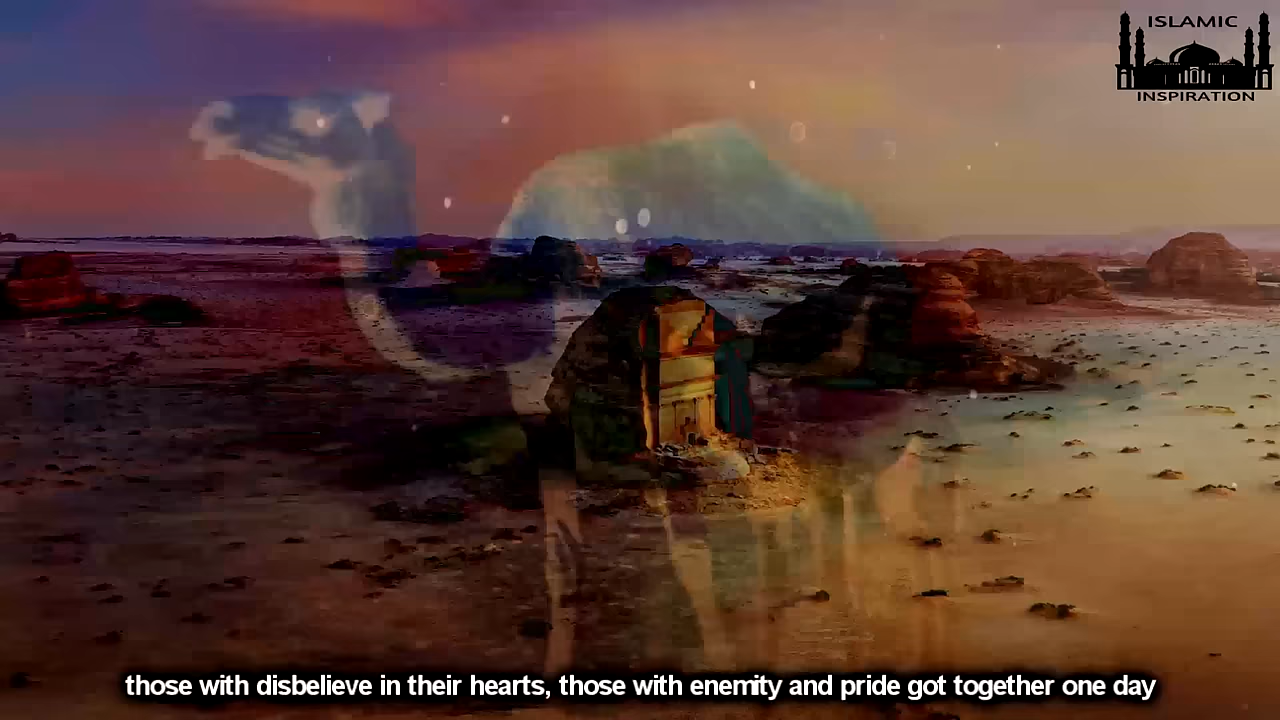 ISLAMIC
INSPIRATION
those with disbelieve in their hearts, those with enemity and pride got together one day